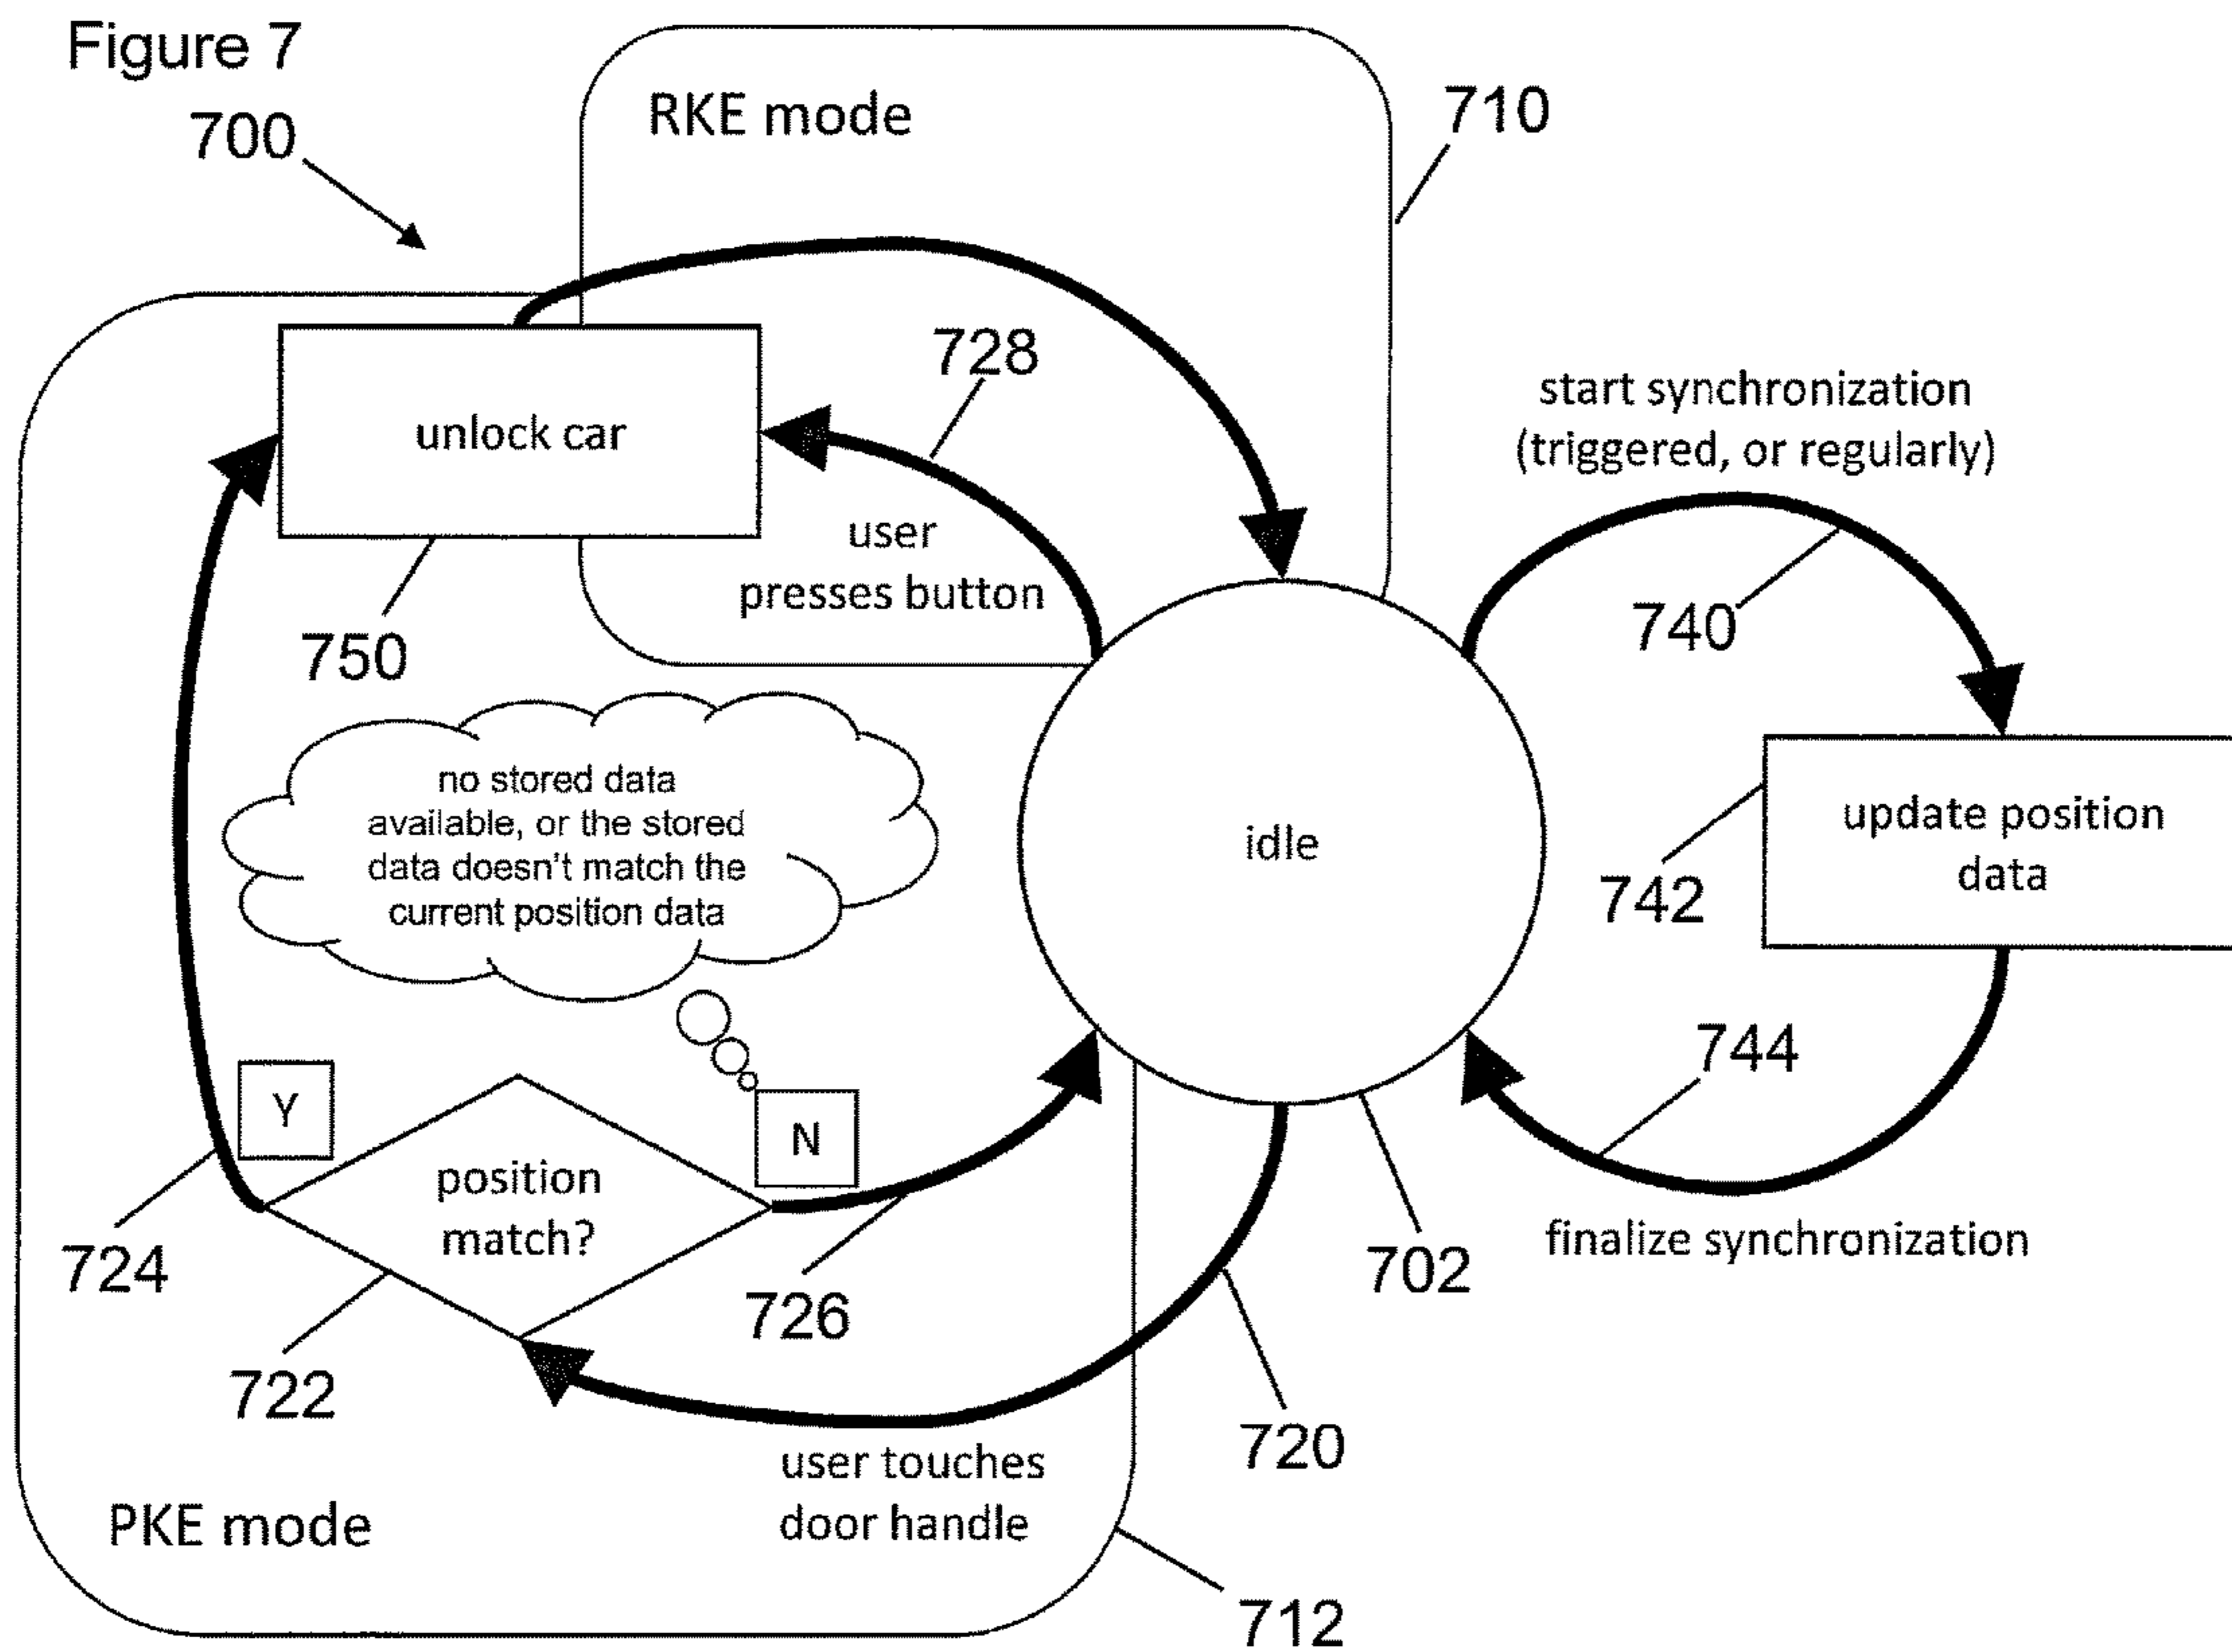 Figure 7
700
RKE mode
710
728
unlock car
start synchronization
(triggered, or regularly)
user
presses button
740
750
no stored data
available, or the stored
data doesn't match the
current position data
idle
update position
data
742
744
Y
N
position
match?
724
726
702
finalize synchronization
722
720
user touches
door handle
PKE mode
712